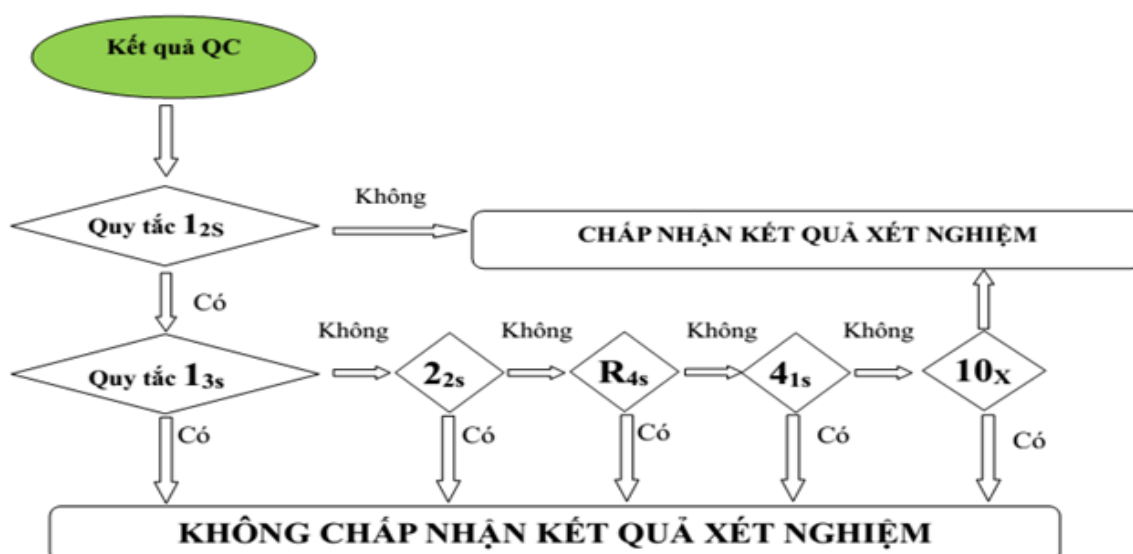 Kết quả QC
Không
Quy tắc 1₂S
CHẤP NHẬN KẾT QUẢ XÉT NGHIỆM
Có
Không
Không
Không
Không
Quy tắc 1₃s
2₂s
R₄s
4₁s
10x
Có
Có
Có
Có
Có
KHÔNG CHẤP NHẬN KẾT QUẢ XÉT NGHIỆM